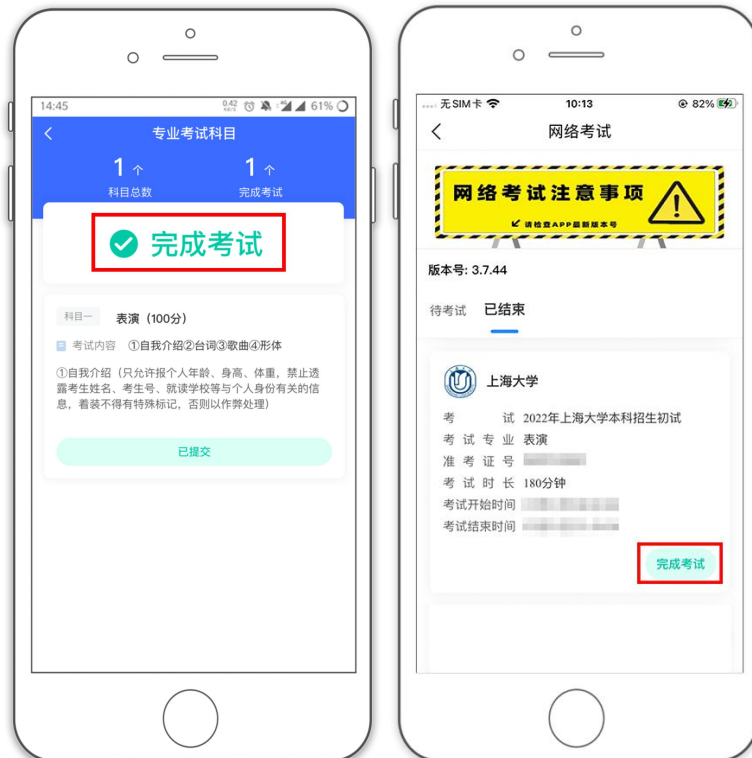 14:45
0.42
61%
专业考试科目
1 个
1 个
科目总数
完成考试
完成考试
科目一
表演（100分）
考试内容 ①自我介绍②台词③歌曲④形体
①自我介绍（只允许报个人年龄、身高、体重，禁止透
露考生姓名、考生号、就读学校等与个人身份有关的信
息，着装不得有特殊标记，否则以作弊处理）
已提交
无SIM卡
10:13
82%
网络考试
网络考试注意事项
请检查APP最新版本号
版本号: 3.7.44
待考试 已结束
上海大学
考 试 2022年上海大学本科招生初试
考试专业 表演
准考证号
考试时长 180分钟
考试开始时间
考试结束时间
完成考试